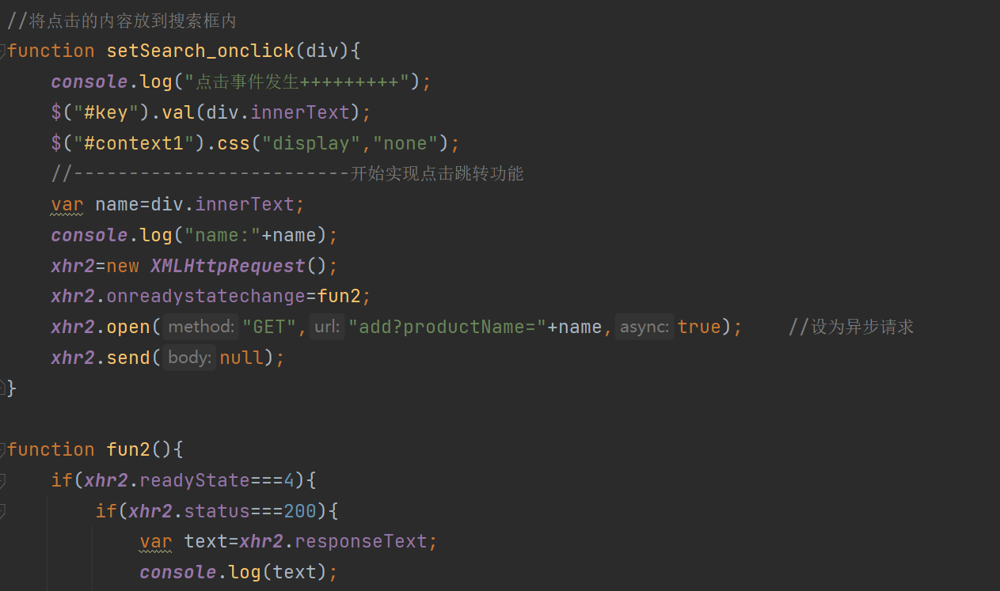 //将点击的内容放到搜索框内
function setSearch_onclick(div){
console.log("点击事件发生+++++++++");
$("#key").val(div.innerText);
$("#context1").css("display","none");
//-------------------------开始实现点击跳转功能
var name=div.innerText;
console.log("name:"+name);
xhr2=new XMLHttpRequest();
xhr2.onreadystatechange=fun2;
xhr2.open( method: "GET", url: "add?productName="+name, async: true);    //设为异步请求
xhr2.send( body: null);
}
function fun2(){
if(xhr2.readyState===4){
if(xhr2.status===200){
var text=xhr2.responseText;
console.log(text);